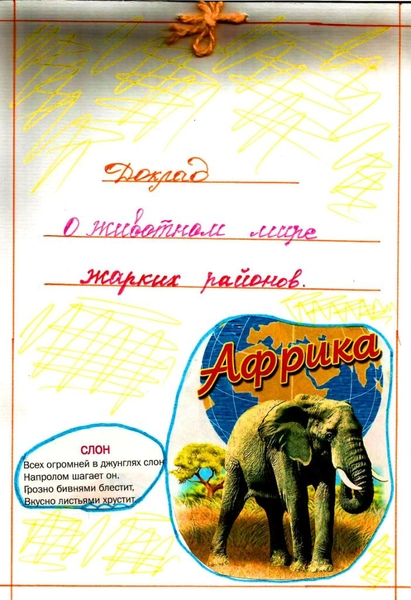 Доклад
о животном мире
жарких районов.
Африка
СЛОН
Всех огромней в джунглях слон
Напролом шагает он.
Грозно бивнями блестит,
Вкусно листьями хрустит